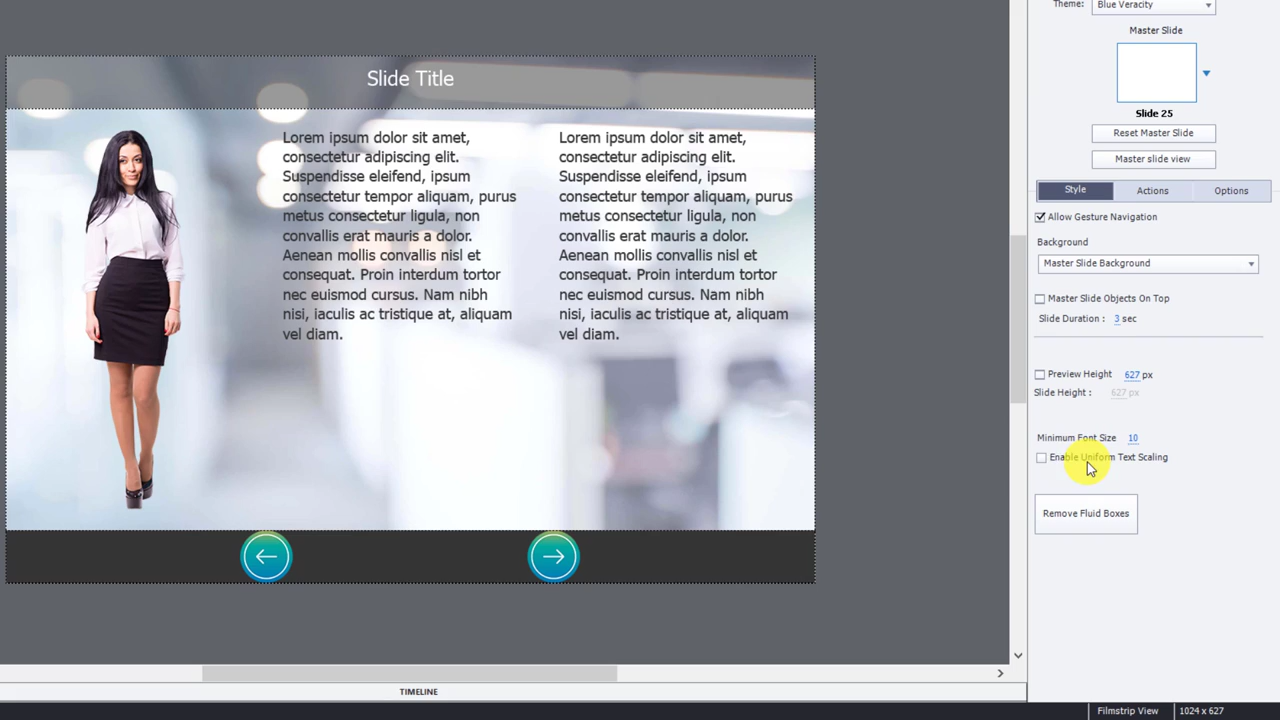 Theme:
Blue Veracity
Master Slide
Slide 25
Reset Master Slide
Master slide view
Style
Actions
Options
Allow Gesture Navigation
Background
Master Slide Background
Master Slide Objects On Top
Slide Duration : 3 sec
Preview Height 627 px
Slide Height : 627 px
Minimum Font Size 10
Enable Uniform Text Scaling
Remove Fluid Boxes
Slide Title
Lorem ipsum dolor sit amet,
consectetur adipiscing elit.
Suspendisse eleifend, ipsum
consectetur tempor aliquam, purus
metus consectetur ligula, non
convallis erat mauris a dolor.
Aenean mollis convallis nisl et
consequat. Proin interdum tortor
nec euismod cursus. Nam nibh
nisi, iaculis ac tristique at, aliquam
vel diam.
Lorem ipsum dolor sit amet,
consectetur adipiscing elit.
Suspendisse eleifend, ipsum
consectetur tempor aliquam, purus
metus consectetur ligula, non
convallis erat mauris a dolor.
Aenean mollis convallis nisl et
consequat. Proin interdum tortor
nec euismod cursus. Nam nibh
nisi, iaculis ac tristique at, aliquam
vel diam.
TIMELINE
Filmstrip View
1024 x 627